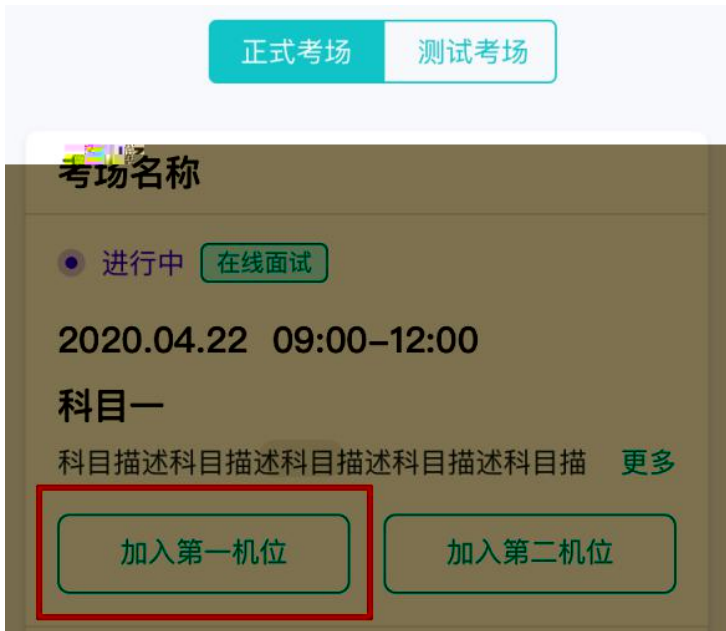 正式考场 测试考场
考场名称
进行中 在线面试
2020.04.22 09:00–12:00
科目一
科目描述科目描述科目描述科目描述科目描 更多
加入第一机位 加入第二机位